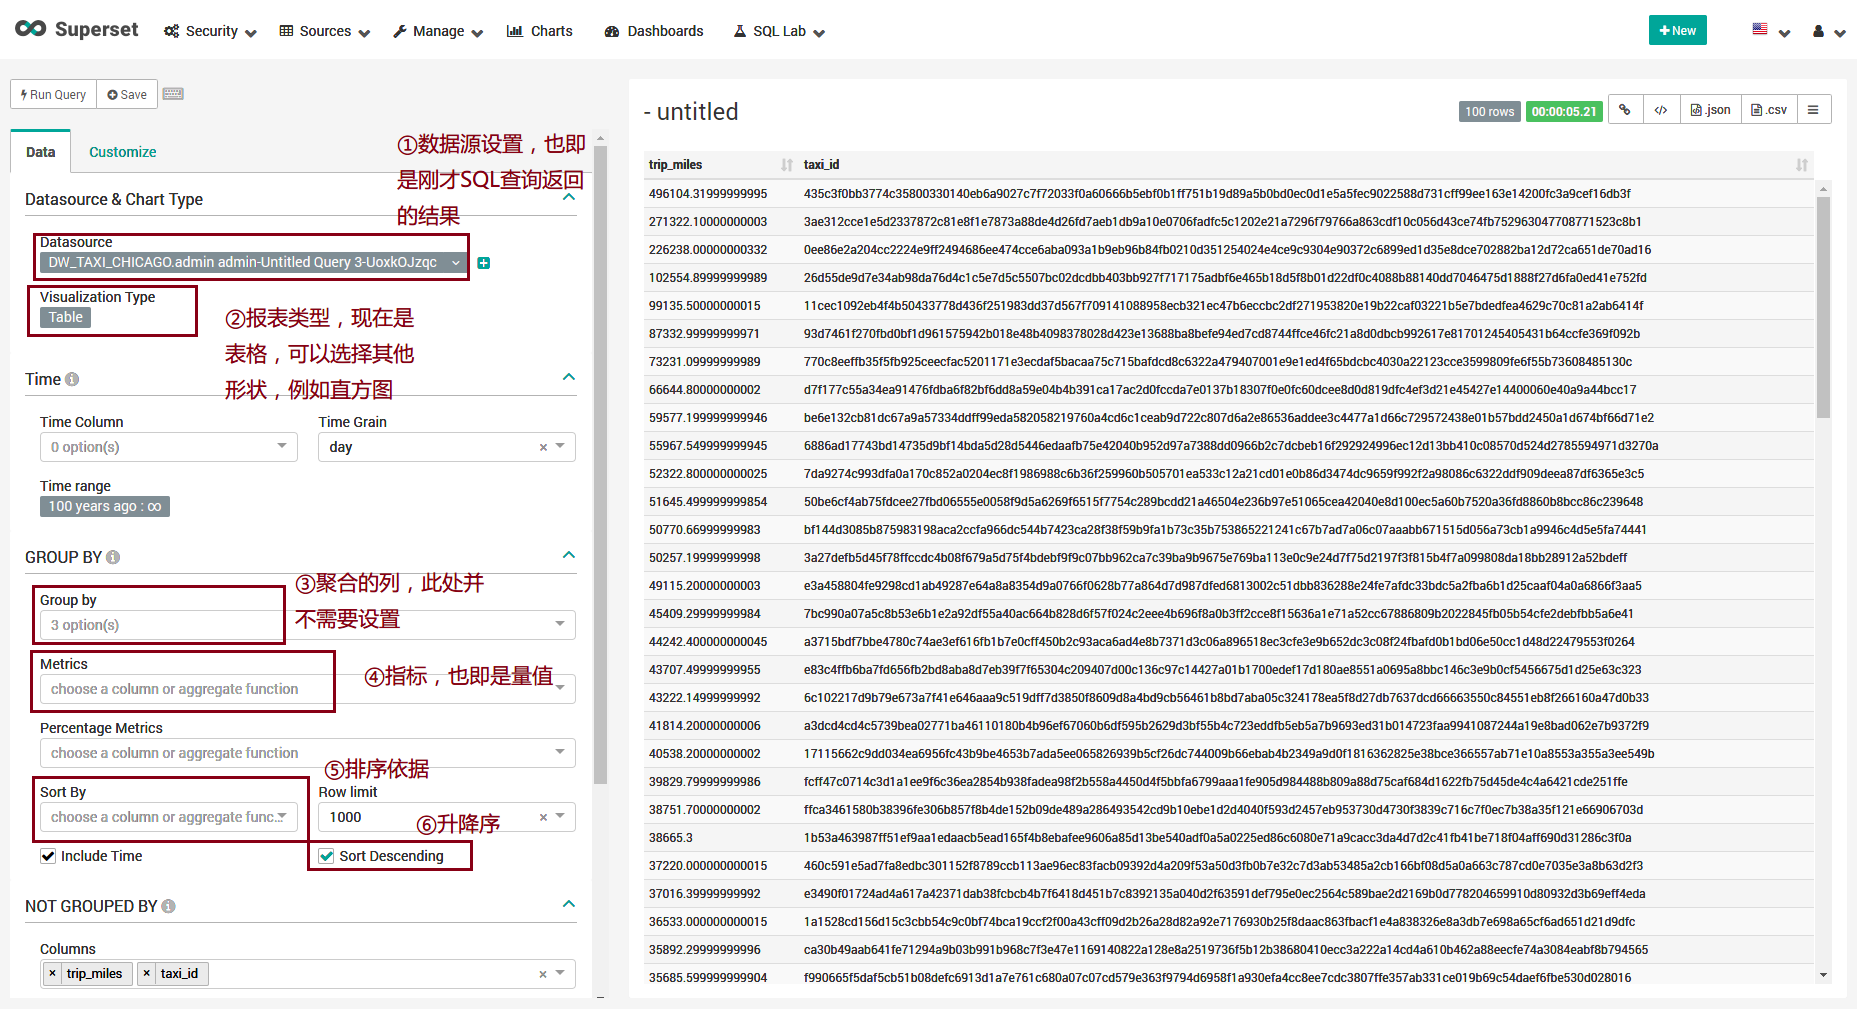 Superset
Security
Sources
Manage
Charts
Dashboards
SQL Lab
New
Run Query
Save
Data
Customize
①数据源设置，也即
是刚才SQL查询返回
的结果
Datasource & Chart Type
Datasource
DW_TAXI_CHICAGO.admin admin-Untitled Query 3-UoxkOJzqc
Visualization Type
Table
②报表类型，现在是
表格，可以选择其他
形状，例如直方图
Time
Time Column
Time Grain
0 option(s)
day
Time range
100 years ago : ∞
GROUP BY
③聚合的列，此处并
不需要设置
Group by
3 option(s)
Metrics
choose a column or aggregate function
④指标，也即是量值
Percentage Metrics
choose a column or aggregate function
⑤排序依据
Sort By
Row limit
choose a column or aggregate func...
1000
⑥升降序
Include Time
Sort Descending
NOT GROUPED BY
Columns
× trip_miles × taxi_id
- untitled
100 rows
00:00:05.21
.json
.csv
trip_miles taxi_id
496104.31999999995 435c3f0bb3774c35800330140eb6a9027c7f72033f0a60666b5ebf0b1ff751b19d89a5b0bd0ec0d1e5a5fec9022588d731cff99ee163e14200fc3a9cef16db3f
271322.10000000003 3ae312cce1e5d2337872c81e8f1e7873a88de4d26fd7aeb1db9a10e0706fadfc5c1202e21a7296f79766a863cdf10c056d43ce74fb752963047708771523c8b1
226238.00000000332 0ee86e2a204cc2224e9ff2494686ee474cce6aba093a1b9eb96b84fb0210d351254024e4ce9c9304e90372c6899ed1d35e8dce702882ba12d72ca651de70ad16
102554.89999999989 26d55de9d7e34ab98da76d4c1c5e7d5c5507bc02dcdbb403bb927f717175adbf6e465b18d5f8b01d22df0c4088b88140dd7046475d1888f27d6fa0ed41e752fd
99135.50000000015 11cec1092eb4f4b50433778d436f251983dd37d567f709141088958ecb321ec47b6eccbc2df271953820e19b22caf03221b5e7bdedfea4629c70c81a2ab6414f
87332.99999999971 93d7461f270fbd0bf1d961575942b018e48b4098378028d423e13688ba8befe94ed7cd8744ffce46fc21a8d0dbcb992617e81701245405431b64ccfe369f092b
73231.09999999989 770c8eeffb35f5fb925ceecfac5201171e3ecdaf5bacaa75c715bafdcd8c6322a479407001e9e1ed4f65bdcbc4030a22123cce3599809fe6f55b73608485130c
66644.80000000002 d7f177c55a34ea91476fdba6f82bf6dd8a59e04b4b391ca17ac2d0fccda7e0137b18307f0e0fc60dcee8d0d819dfc4ef3d21e45427e14400060e40a9a44bcc17
59577.199999999946 be6e132cb81dc67a9a57334ddff99eda582058219760a4cd6c1ceab9d722c807d6a2e86536addee3c4477a1d66c729572438e01b57bdd2450a1d674bf66d71e2
55967.549999999945 6886ad17743bd14735d9bf14bda5d28d5446edaafb75e42040b952d97a7388dd0966b2c7dcbeb16f292924996ec12d13bb410c08570d524d2785594971d3270a
52322.800000000025 7da9274c993dfa0a170c852a0204ec8f1986988c6b36f259960b505701ea533c12a21cd01e0b86d3474dc9659f992f2a98086c6322ddf909deea87df6365e3c5
51645.499999999854 50be6cf4ab75fdcee27fbd06555e0058f9d5a6269f6515f7754c289bcdd21a46504e236b97e51065cea42040e8d100ec5a60b7520a36fd8860b8bcc86c239648
50770.66999999983 bf144d3085b875983198aca2ccfa966dc544b7423ca28f38f59b9fa1b73c35b753865221241c67b7ad7a06c07aaabb671515d056a73cb1a9946c4d5e5fa74441
50257.19999999998 3a27defb5d45f78ffccdc4b08f679a5d75f4bdebf9f9c07bb962ca7c39ba9b9675e769ba113e0c9e24d7f75d2197f3f815b4f7a099808da18bb28912a52bdeff
49115.20000000003 e3a458804fe9298cd1ab49287e64a8a8354d9a0766f0628b77a864d7d987dfed6813002c51dbb836288e24fe7afdc33bdc5a2fba6b1d25caaf04a0a6866f3aa5
45409.29999999984 7bc990a07a5c8b53e6b1e2a92df55a40ac664b828d6f57f024c2eee4b696f8a0b3ff2cce8f15636a1e71a52cc67886809b2022845fb05b54cfe2debfbb5a6e41
44242.400000000045 a3715bdf7bbe4780c74ae3ef616fb1b7e0cff450b2c93aca6ad4e8b7371d3c06a896518ec3cfe3e9b652dc3c08f24fbafd0b1bd06e50cc1d48d22479553f0264
43707.49999999955 e83c4ffb6ba7fd656fb2bd8aba8d7eb39f7f65304c209407d00c136c97c14427a01b1700edef17d180ae8551a0695a8bbc146c3e9b0cf5456675d1d25e63c323
43222.14999999992 6c102217d9b79e673a7f41e646aaa9c519dff7d3850f8609d8a4bd9cb56461b8bd7aba05c324178ea5f8d27db7637dcd66663550c84551eb8f266160a47d0b33
41814.20000000006 a3dcd4cd4c5739bea02771ba46110180b4b96ef67060b6df595b2629d3bf55b4c723eddfb5eb5a7b9693ed31b014723faa9941087244a19e8bad062e7b9372f9
40538.20000000002 17115662c9dd034ea6956fc43b9be4653b7ada5ee065826939b5cf26dc744009b66ebab4b2349a9d0f1816362825e38bce366557ab71e10a8553a355a3ee549b
39829.79999999986 fcff47c0714c3d1a1ee9f6c36ea2854b938fadea98f2b558a4450d4f5bbfa6799aaa1fe905d984488b809a88d75caf684d1622fb75d45de4c4a6421cde251ffe
38751.70000000002 ffca3461580b38396fe306b857f8b4de152b09de489a286493542cd9b10ebe1d2d4040f593d2457eb953730d4730f3839c716c7f0ec7b38a35f121e66906703d
38665.3 1b53a463987ff51ef9aa1edaacb5ead165f4b8ebafee9606a85d13be540adf0a5a0225ed86c6080e71a9cacc3da4d7d2c41fb41be718f04aff690d31286c3f0a
37220.000000000015 460c591e5ad7fa8edbc301152f8789ccb113ae96ec83facb09392d4a209f53a50d3fb0b7e32c7d3ab53485a2cb166bf08d5a0a663c787cd0e7035e3a8b63d2f3
37016.39999999992 e3490f01724ad4a617a42371dab38fcbcb4b7f6418d451b7c8392135a040d2f63591def795e0ec2564c589bae2d2169b0d778204659910d80932d3b69eff4eda
36533.000000000015 1a1528cd156d15c3cbb54c9c0bf74bca19ccf2f00a43cff09d2b26a28d82a92e7176930b25f8daac863fbacf1e4a838326e8a3db7e698a65cf6ad651d21d9dfc
35892.29999999996 ca30b49aab641fe71294a9b03b991b968c7f3e47e1169140822a128e8a2519736f5b12b38680410ecc3a222a14cd4a610b462a88eecfe74a3084eabf8b794565
35685.599999999904 f990665f5daf5cb51b08defc6913d1a7e761c680a07c07cd579e363f9794d6958f1a930efa4cc8ee7cdc3807ffe357ab331ce019b69c54daef6fbe530d028016